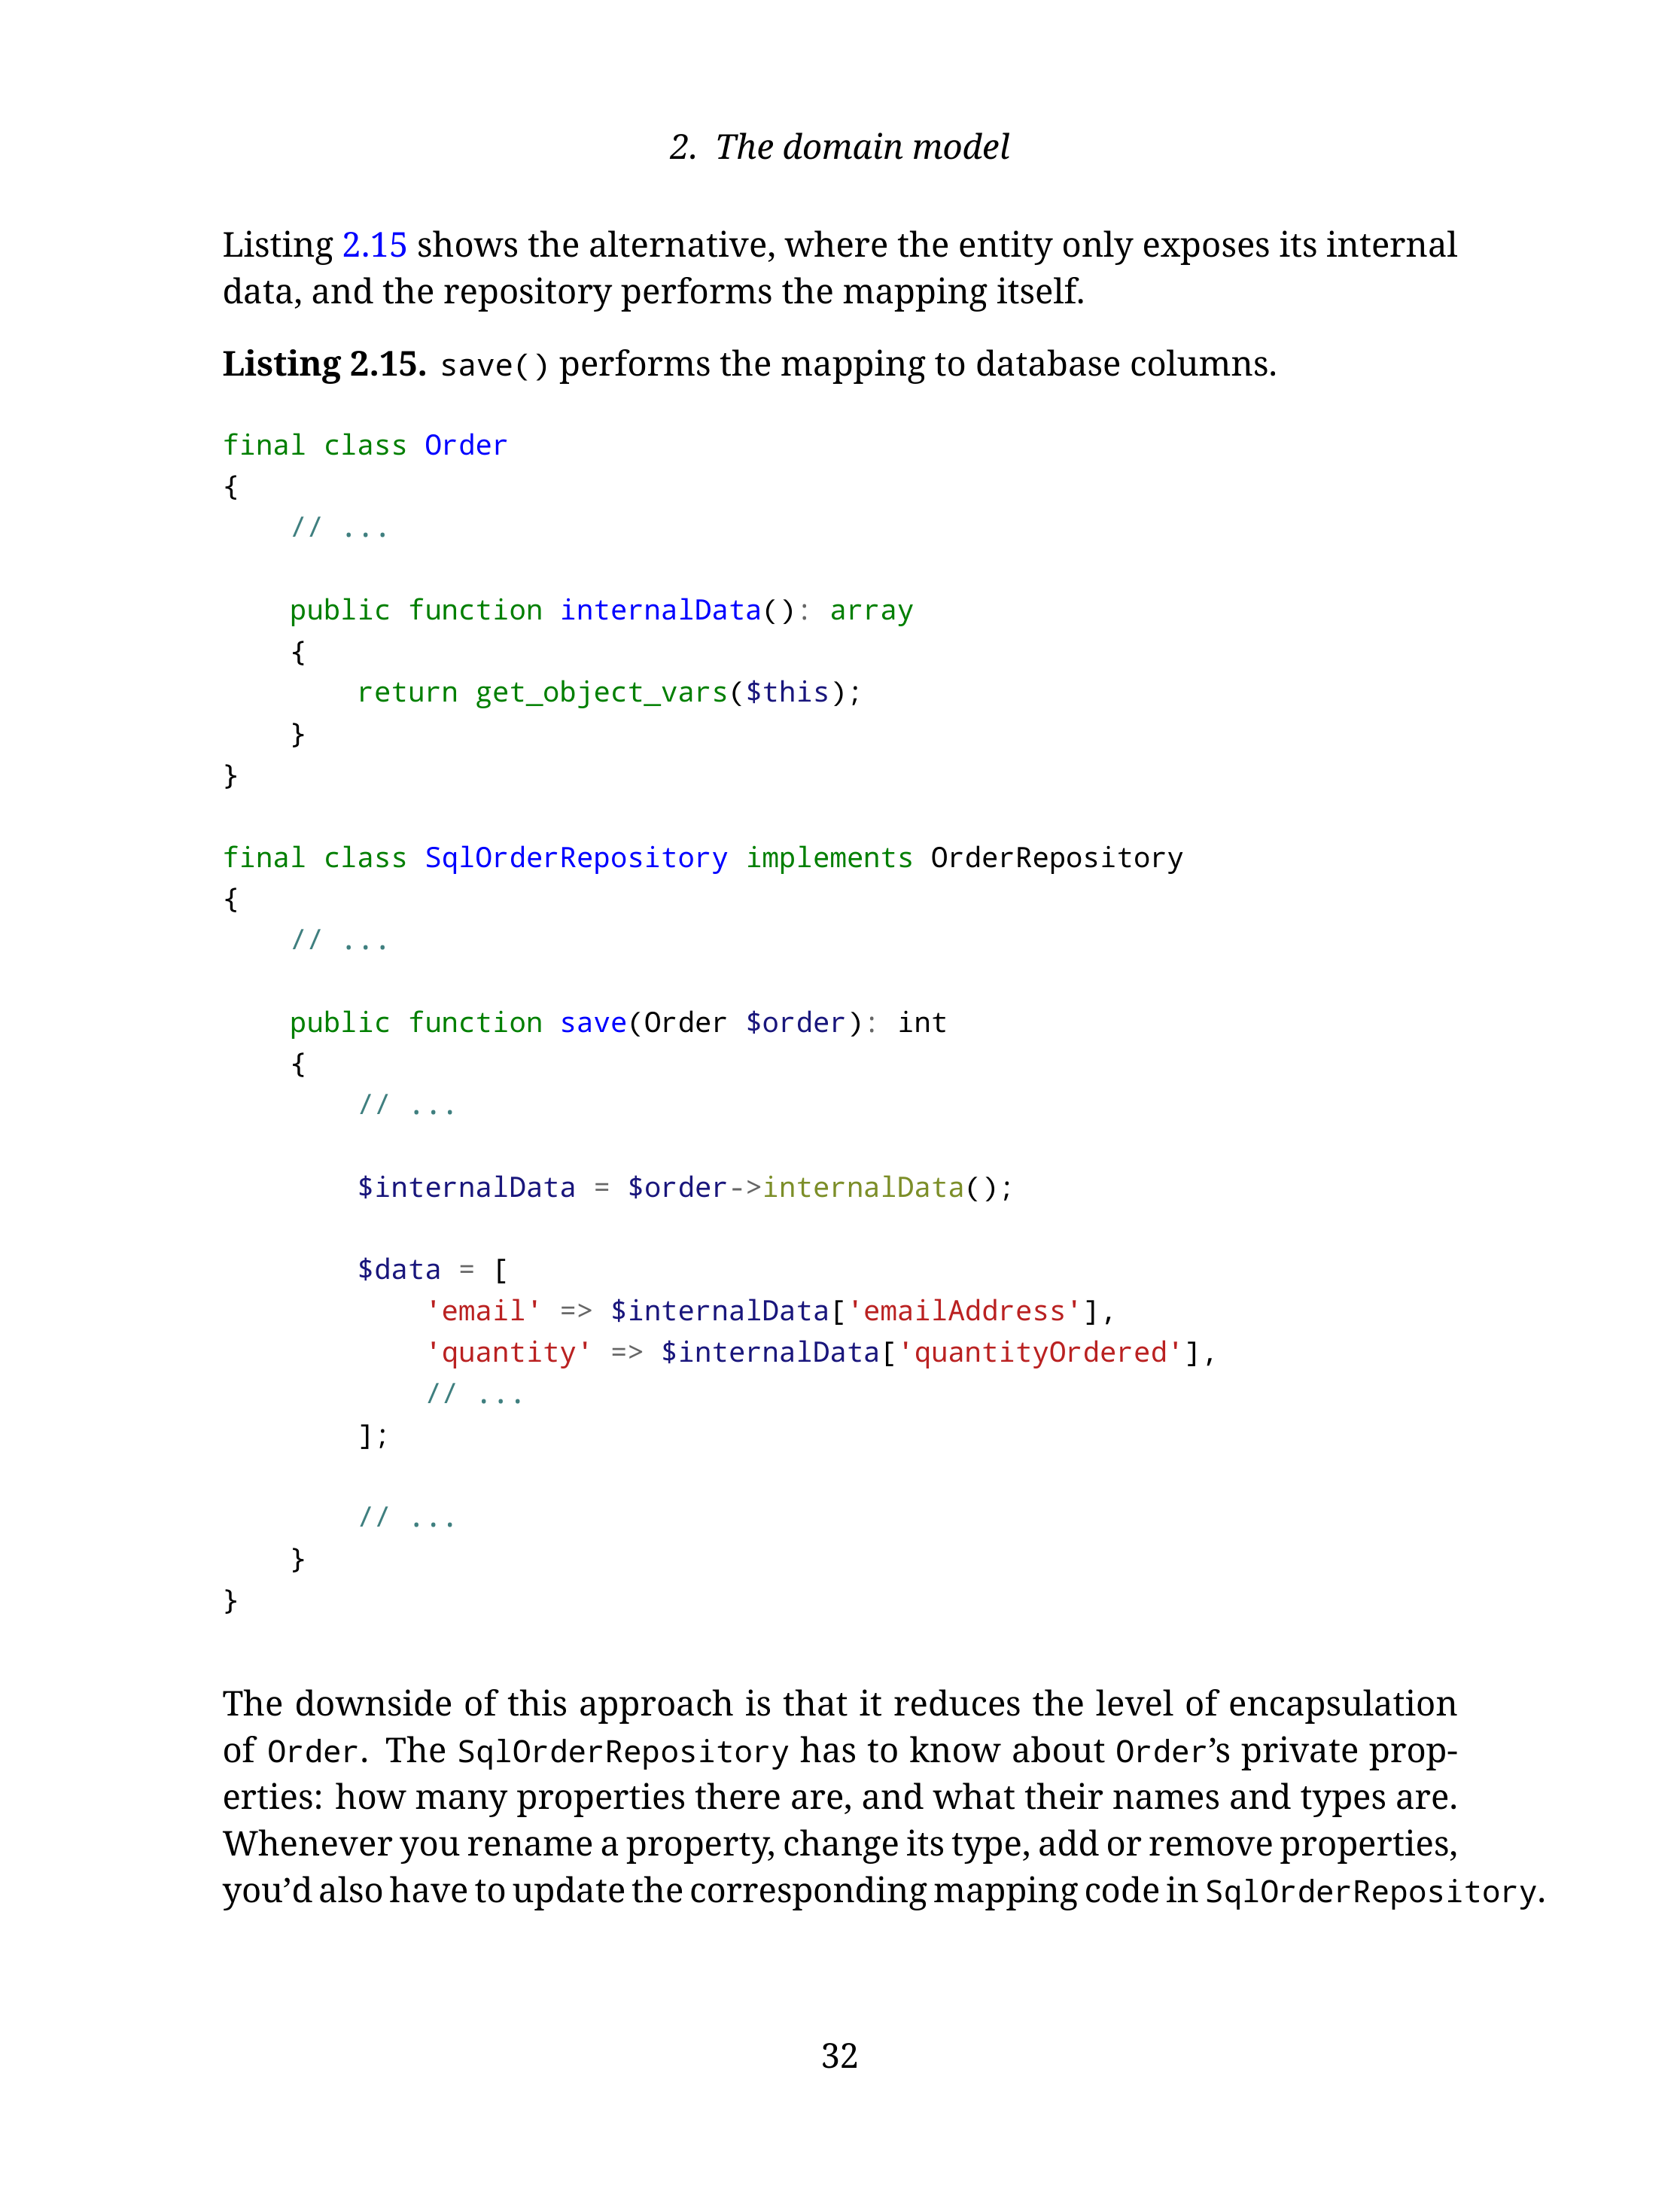 2. The domain model
Listing 2.15 shows the alternative, where the entity only exposes its internal
data, and the repository performs the mapping itself.
Listing 2.15. save() performs the mapping to database columns.
final class Order
{
    // ...
    public function internalData(): array
    {
        return get_object_vars($this);
    }
}
final class SqlOrderRepository implements OrderRepository
{
    // ...
    public function save(Order $order): int
    {
        // ...
        $internalData = $order->internalData();
        $data = [
            'email' => $internalData['emailAddress'],
            'quantity' => $internalData['quantityOrdered'],
            // ...
        ];
        // ...
    }
}
The downside of this approach is that it reduces the level of encapsulation
of Order. The SqlOrderRepository has to know about Order’s private prop-
erties: how many properties there are, and what their names and types are.
Whenever you rename a property, change its type, add or remove properties,
you’d also have to update the corresponding mapping code in SqlOrderRepository.
32